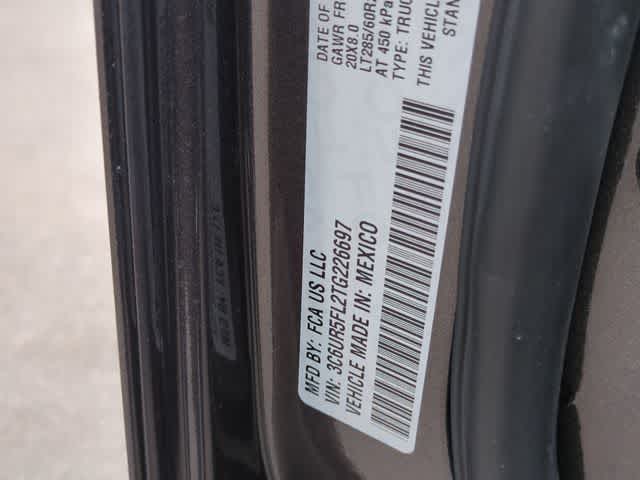 DATE OF
GAWR FR
20X8.0
LT285/60R
AT 450 kPa
TYPE: TRUC
THIS VEHICLE
STAN
MFD BY: FCA US LLC
VIN: 3C6UR5FL2TG226697
VEHICLE MADE IN: MEXICO